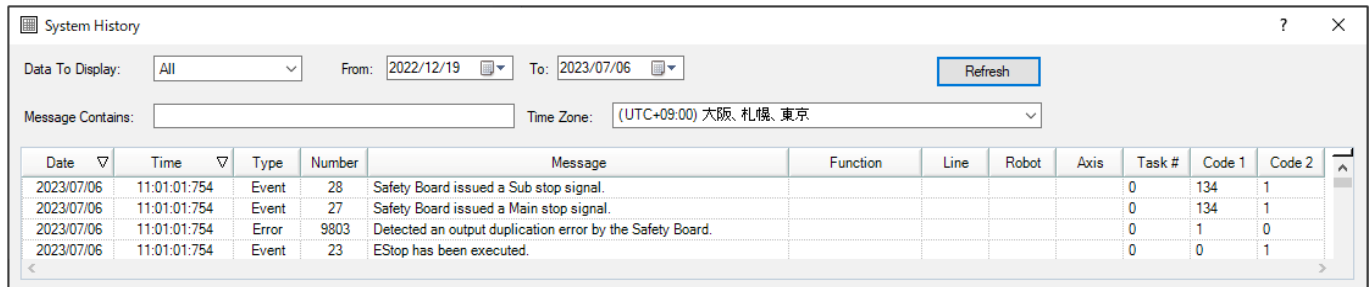 System History ?
Data To Display: All From: 2022/12/19 To: 2023/07/06 Refresh
Message Contains: Time Zone: (UTC+09:00) 大阪、札幌、東京
Date Time Type Number Message Function Line Robot Axis Task # Code 1 Code 2
2023/07/06 11:01:01:754 Event 28 Safety Board issued a Sub stop signal. 0 134 1
2023/07/06 11:01:01:754 Event 27 Safety Board issued a Main stop signal. 0 134 1
2023/07/06 11:01:01:754 Error 9803 Detected an output duplication error by the Safety Board. 0 1 0
2023/07/06 11:01:01:754 Event 23 EStop has been executed. 0 0 1